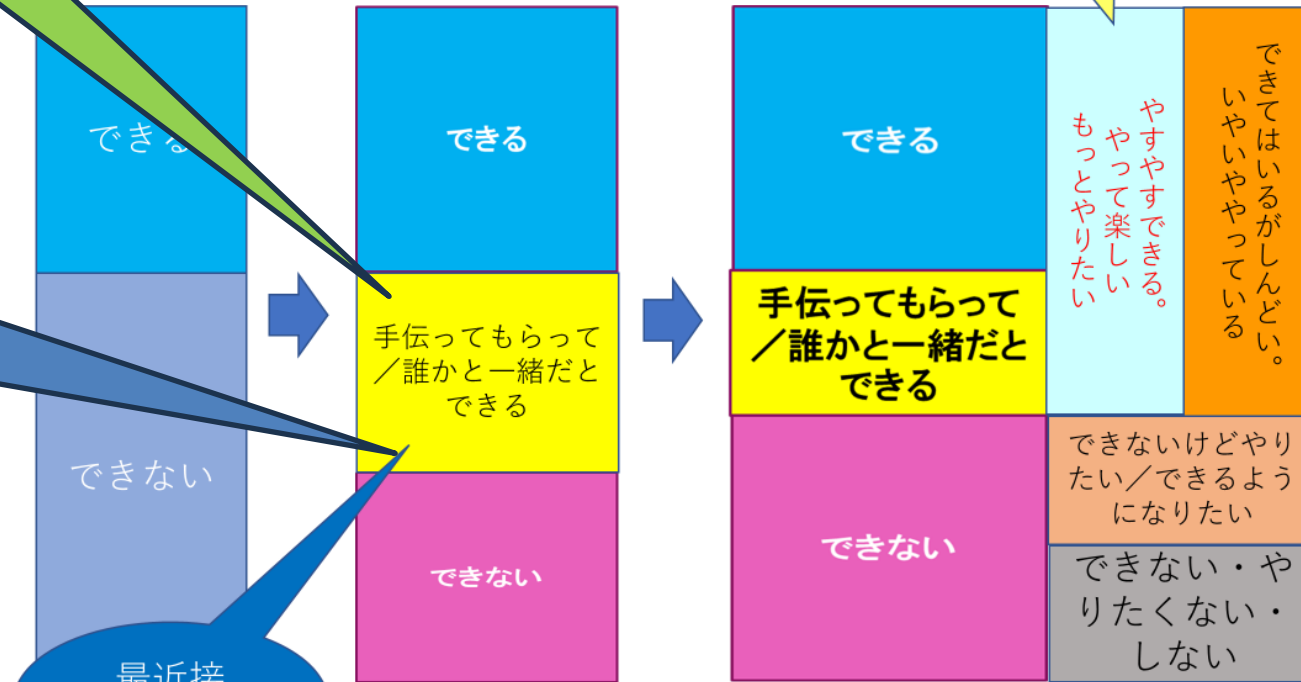 できる
できない
最近接
できる
手伝ってもらって
／誰かと一緒だと
できる
できない
できる
手伝ってもらって
／誰かと一緒だと
できる
できない
やすやすできる。
やって楽しい
もっとやりたい
できてはいるがしんどい。
いやいややっている
できないけどやり
たい／できるよう
になりたい
できない・や
りたくない・
しない